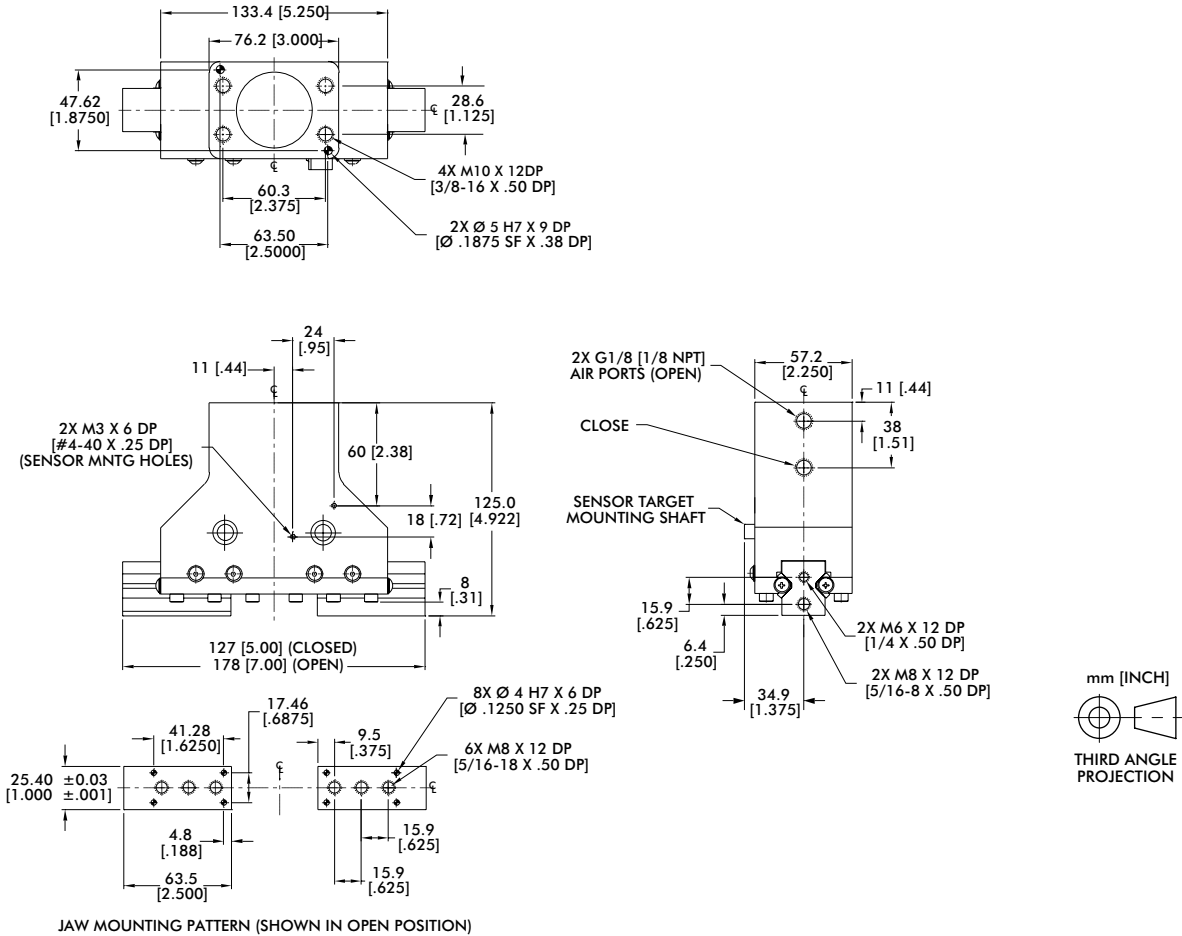 133.4 [5.250]
76.2 [3.000]
47.62
[1.8750]
28.6
[1.125]
℄
℄
4X M10 X 12DP
[3/8-16 X .50 DP]
60.3
[2.375]
2X Ø 5 H7 X 9 DP
[Ø .1875 SF X .38 DP]
63.50
[2.5000]
24
[.95]
11 [.44]
℄
2X M3 X 6 DP
[#4-40 X .25 DP]
(SENSOR MNTG HOLES)
60 [2.38]
125.0
[4.922]
18 [.72]
8
[.31]
127 [5.00] (CLOSED)
178 [7.00] (OPEN)
2X G1/8 [1/8 NPT]
AIR PORTS (OPEN)
57.2
[2.250]
℄
11 [.44]
CLOSE
38
[1.51]
SENSOR TARGET
MOUNTING SHAFT
15.9
[.625]
6.4
[.250]
2X M6 X 12 DP
[1/4 X .50 DP]
2X M8 X 12 DP
[5/16-8 X .50 DP]
34.9
[1.375]
mm [INCH]
THIRD ANGLE
PROJECTION
17.46
[.6875]
8X Ø 4 H7 X 6 DP
[Ø .1250 SF X .25 DP]
41.28
[1.6250]
9.5
[.375]
6X M8 X 12 DP
[5/16-18 X .50 DP]
℄
℄
25.40 ±0.03
[1.000 ±.001]
4.8
[.188]
15.9
[.625]
63.5
[2.500]
15.9
[.625]
JAW MOUNTING PATTERN (SHOWN IN OPEN POSITION)